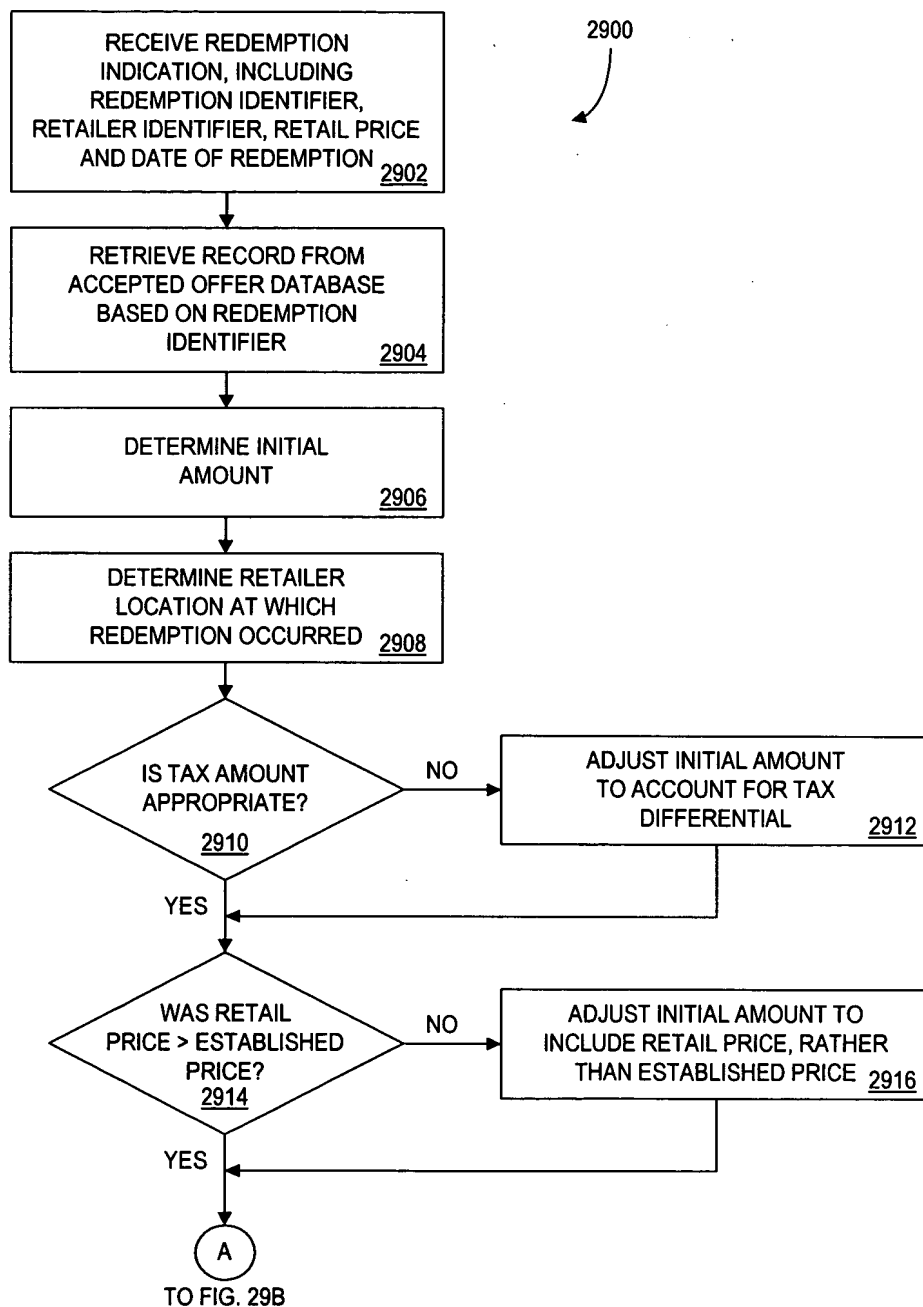 2900
RECEIVE REDEMPTION
INDICATION, INCLUDING
REDEMPTION IDENTIFIER,
RETAILER IDENTIFIER, RETAIL PRICE
AND DATE OF REDEMPTION
2902
RETRIEVE RECORD FROM
ACCEPTED OFFER DATABASE
BASED ON REDEMPTION
IDENTIFIER
2904
DETERMINE INITIAL
AMOUNT
2906
DETERMINE RETAILER
LOCATION AT WHICH
REDEMPTION OCCURRED
2908
IS TAX AMOUNT
APPROPRIATE?
2910
NO
ADJUST INITIAL AMOUNT
TO ACCOUNT FOR TAX
DIFFERENTIAL
2912
YES
WAS RETAIL
PRICE > ESTABLISHED
PRICE?
2914
NO
ADJUST INITIAL AMOUNT TO
INCLUDE RETAIL PRICE, RATHER
THAN ESTABLISHED PRICE
2916
YES
A
TO FIG. 29B